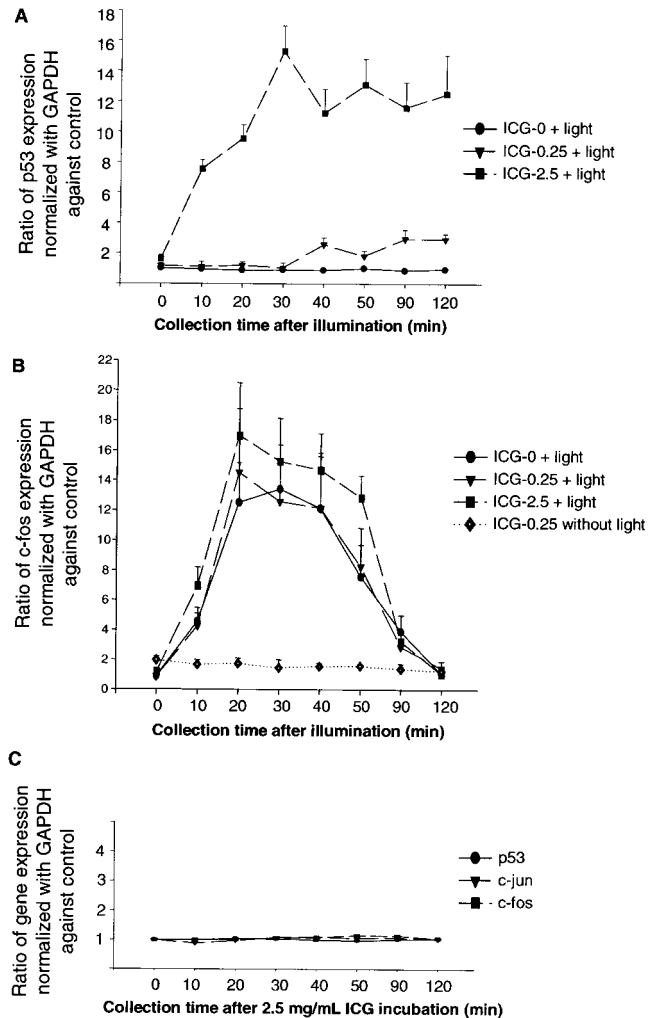 A
Ratio of p53 expression
normalized with GAPDH
against control
18
16
14
12
10
8
6
4
2
0 10 20 30 40 50 90 120
Collection time after illumination (min)
ICG-0 + light
ICG-0.25 + light
ICG-2.5 + light
B
Ratio of c-fos expression
normalized with GAPDH
against control
22
20
18
16
14
12
10
8
6
4
2
0
0 10 20 30 40 50 90 120
Collection time after illumination (min)
ICG-0 + light
ICG-0.25 + light
ICG-2.5 + light
ICG-0.25 without light
C
Ratio of gene expression
normalized with GAPDH
against control
4
3
2
1
0 10 20 30 40 50 90 120
Collection time after 2.5 mg/mL ICG incubation (min)
p53
c-jun
c-fos